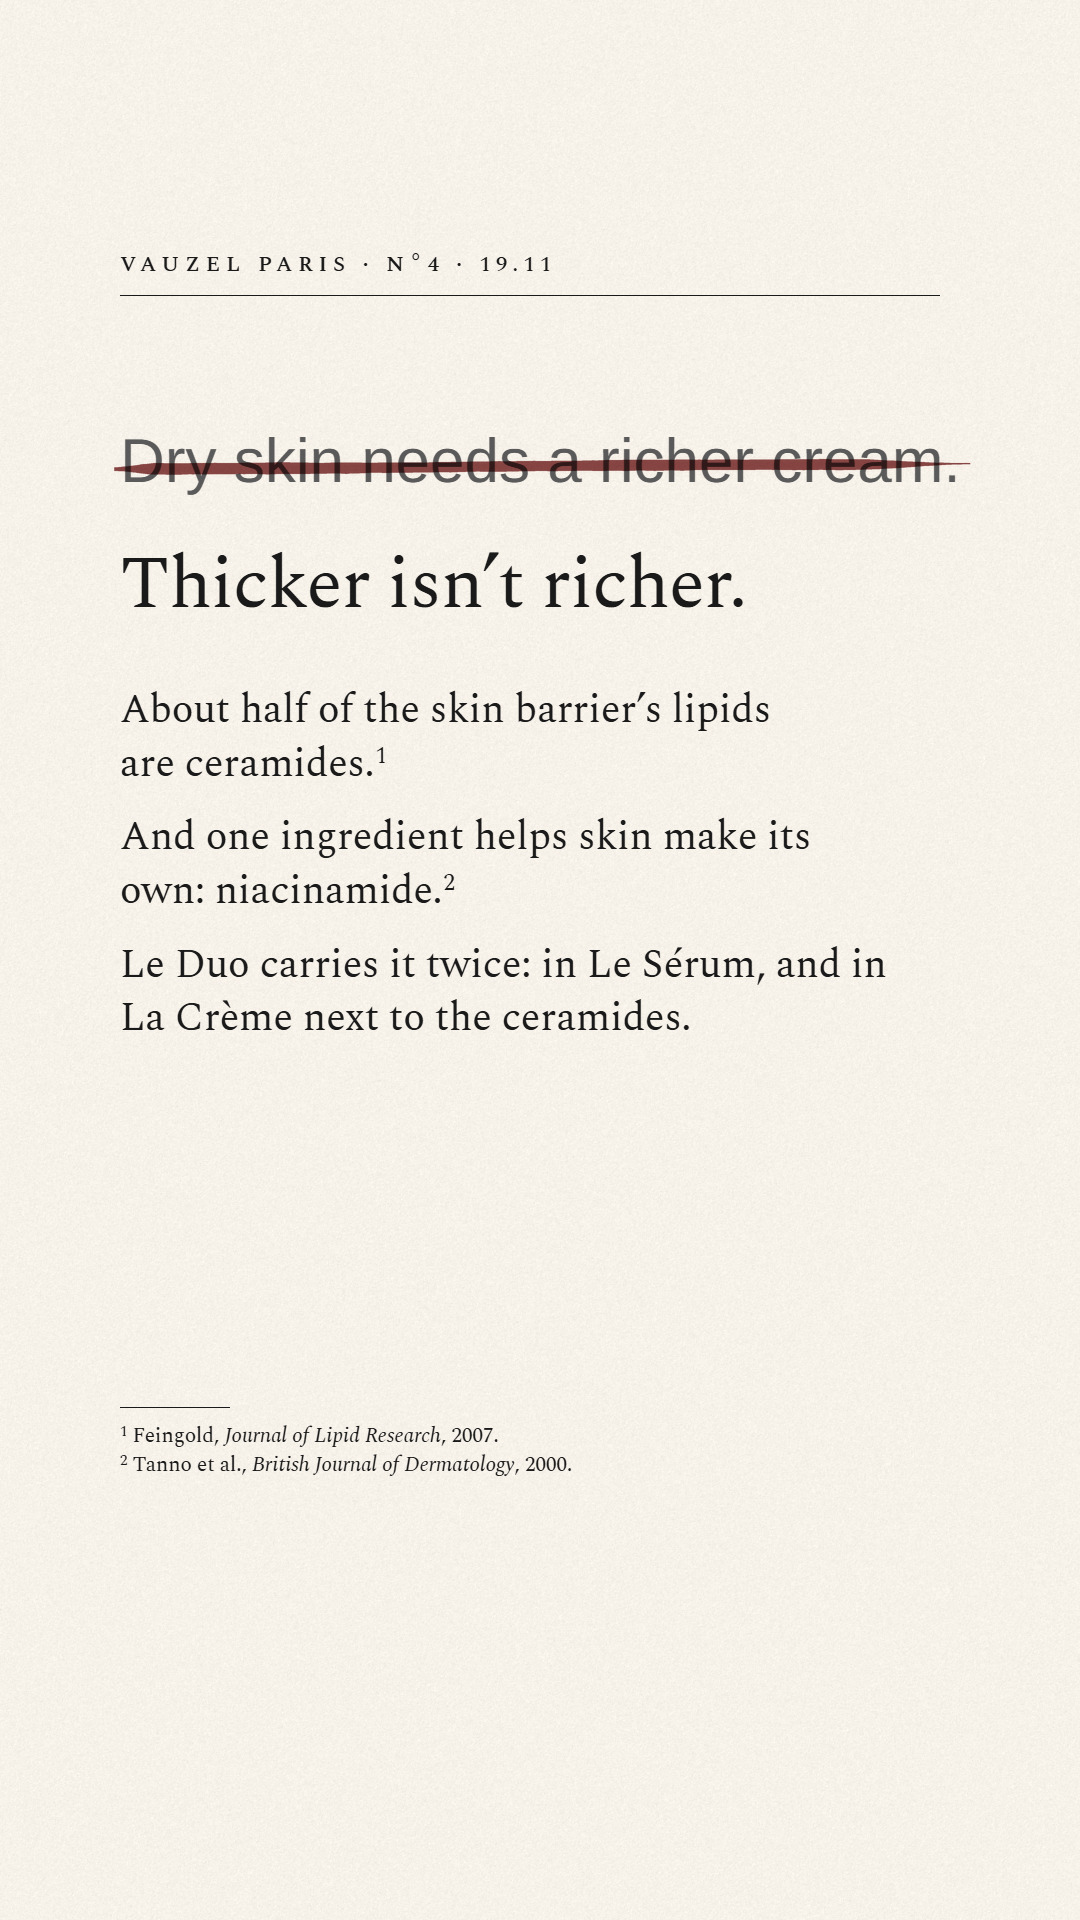 VAUZEL PARIS · N°4 · 19.11
Dry skin needs a richer cream.
Thicker isn′t richer.
About half of the skin barrier′s lipids
are ceramides.¹
And one ingredient helps skin make its
own: niacinamide.²
Le Duo carries it twice: in Le Sérum, and in
La Crème next to the ceramides.
¹ Feingold, Journal of Lipid Research, 2007.
² Tanno et al., British Journal of Dermatology, 2000.